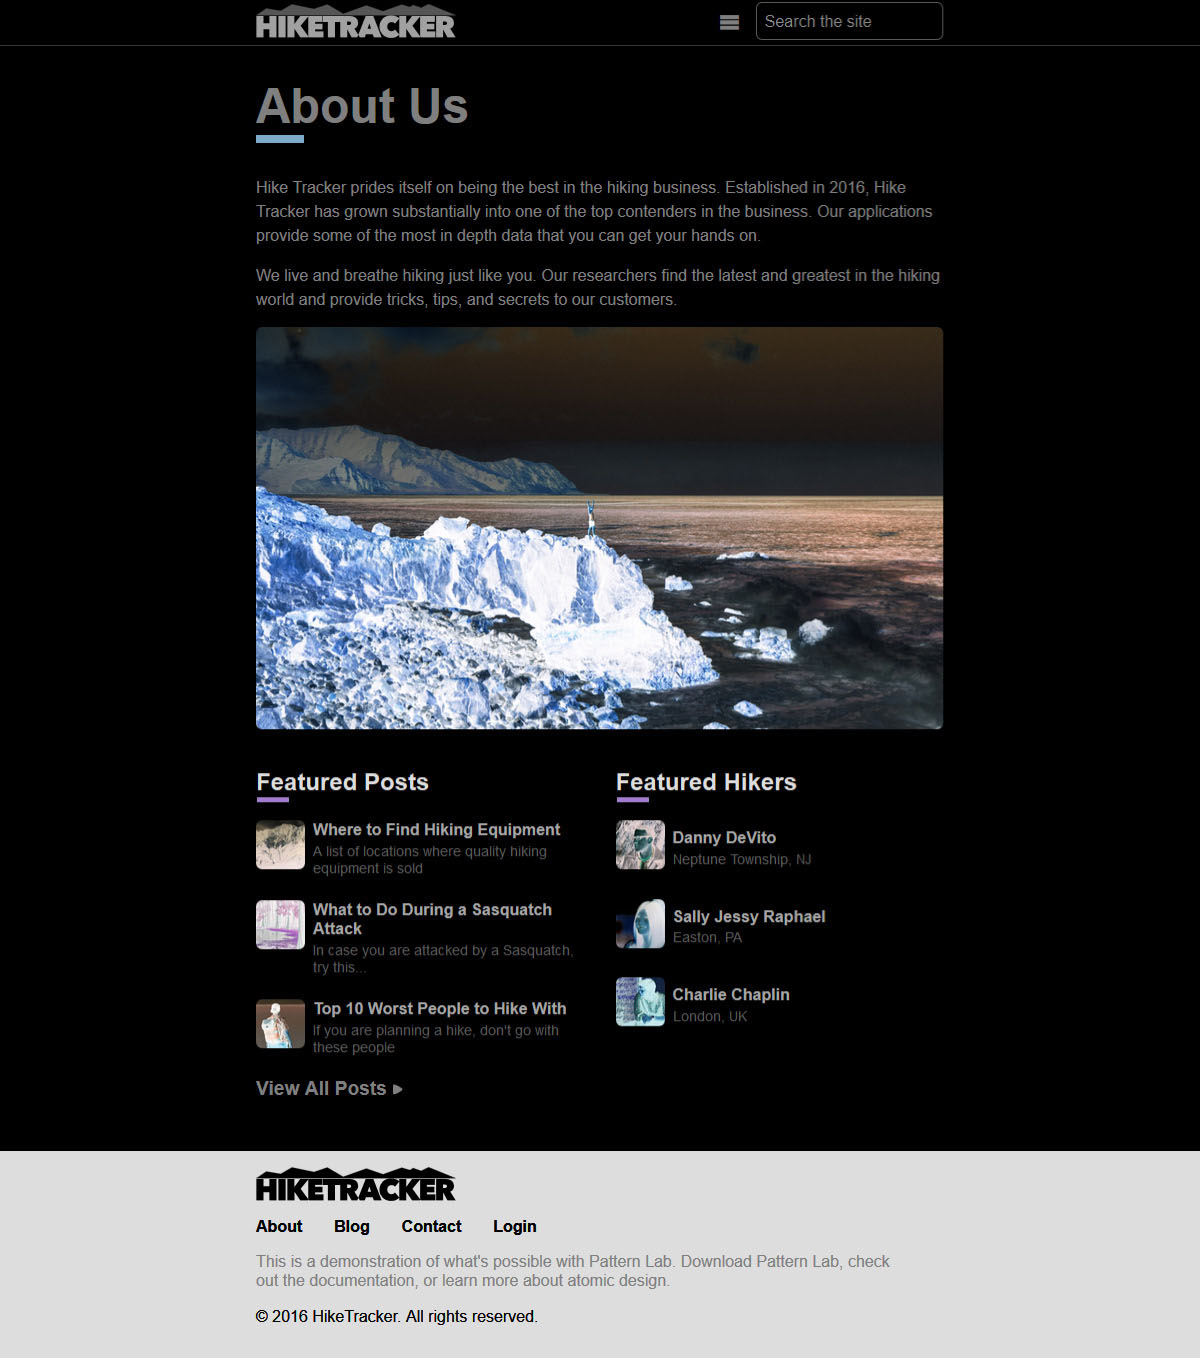 HIKETRACKER
Search the site
About Us
Hike Tracker prides itself on being the best in the hiking business. Established in 2016, Hike
Tracker has grown substantially into one of the top contenders in the business. Our applications
provide some of the most in depth data that you can get your hands on.
We live and breathe hiking just like you. Our researchers find the latest and greatest in the hiking
world and provide tricks, tips, and secrets to our customers.
Featured Posts
Where to Find Hiking Equipment
A list of locations where quality hiking
equipment is sold
What to Do During a Sasquatch
Attack
In case you are attacked by a Sasquatch,
try this...
Top 10 Worst People to Hike With
If you are planning a hike, don't go with
these people
View All Posts
Featured Hikers
Danny DeVito
Neptune Township, NJ
Sally Jessy Raphael
Easton, PA
Charlie Chaplin
London, UK
HIKETRACKER
About Blog Contact Login
This is a demonstration of what's possible with Pattern Lab. Download Pattern Lab, check
out the documentation, or learn more about atomic design.
© 2016 HikeTracker. All rights reserved.